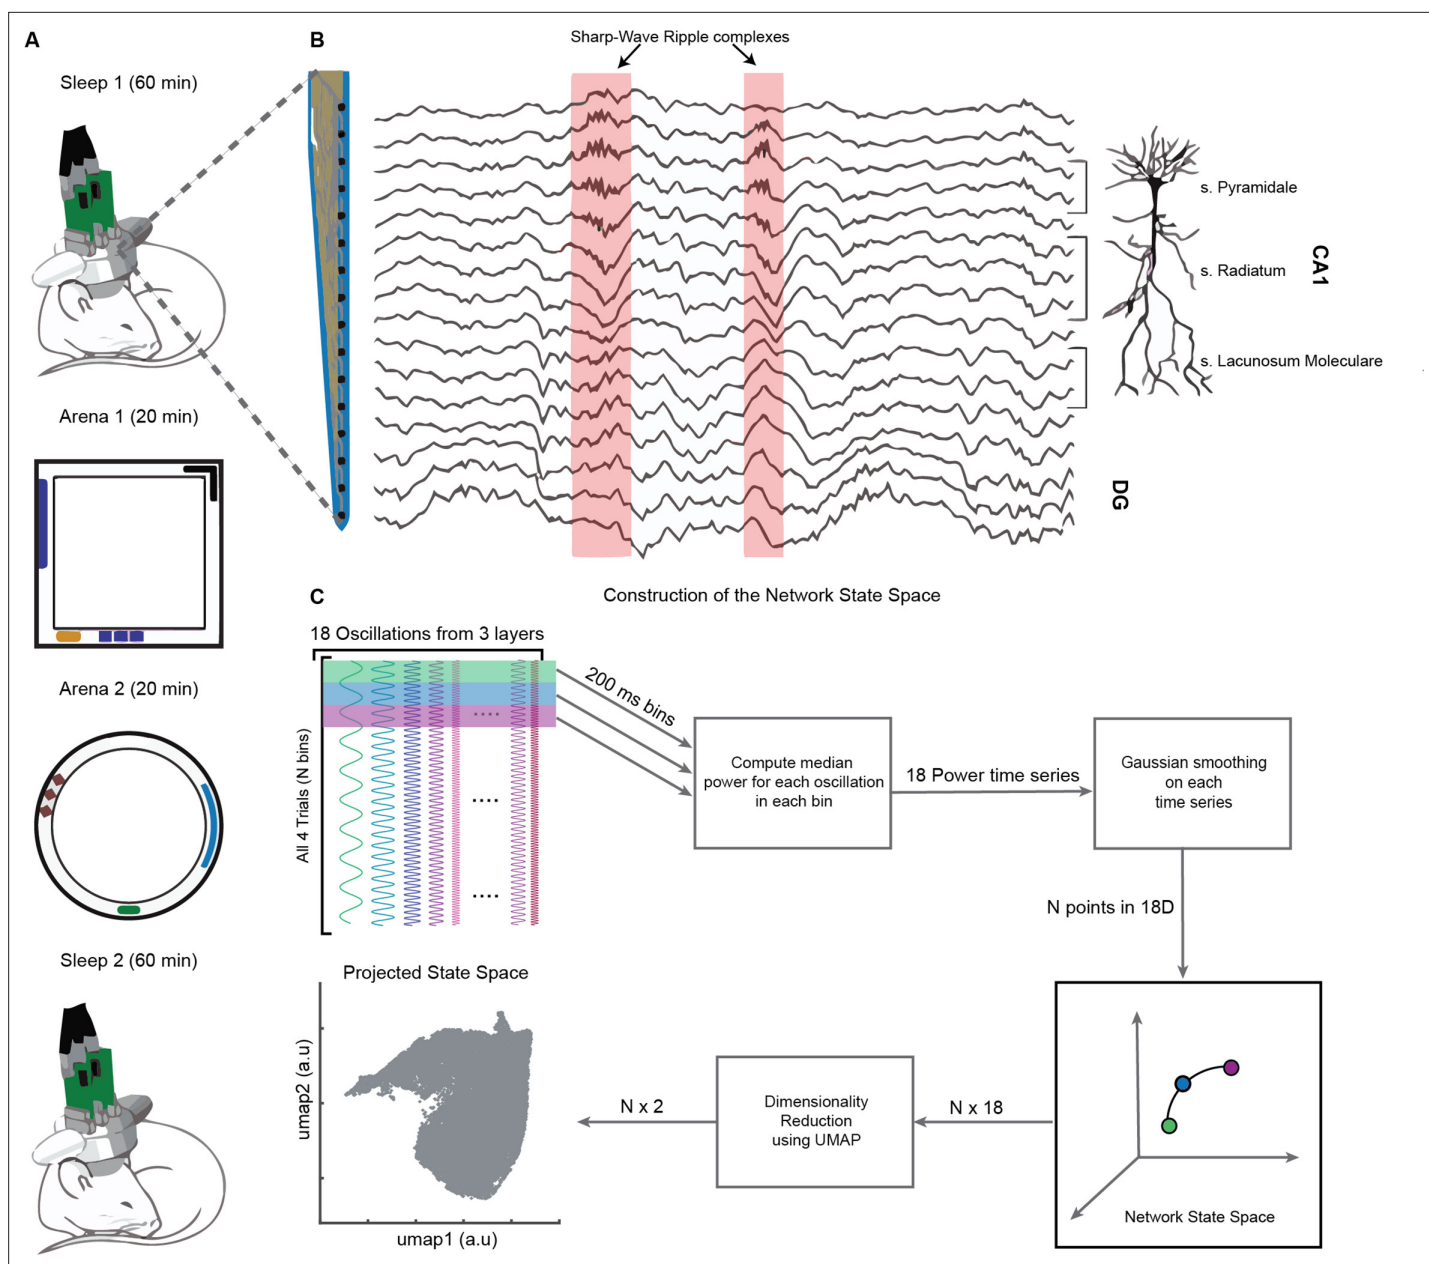 A
Sleep 1 (60 min)
Arena 1 (20 min)
Arena 2 (20 min)
Sleep 2 (60 min)
B
Sharp-Wave Ripple complexes
s. Pyramidale
s. Radiatum
s. Lacunosum Moleculare
CA1
DG
C
Construction of the Network State Space
18 Oscillations from 3 layers
All 4 Trials (N bins)
....
....
....
200 ms bins
Compute median
power for each oscillation
in each bin
18 Power time series
Gaussian smoothing
on each
time series
N points in 18D
Network State Space
N x 18
Dimensionality
Reduction
using UMAP
N x 2
Projected State Space
umap2 (a.u)
umap1 (a.u)